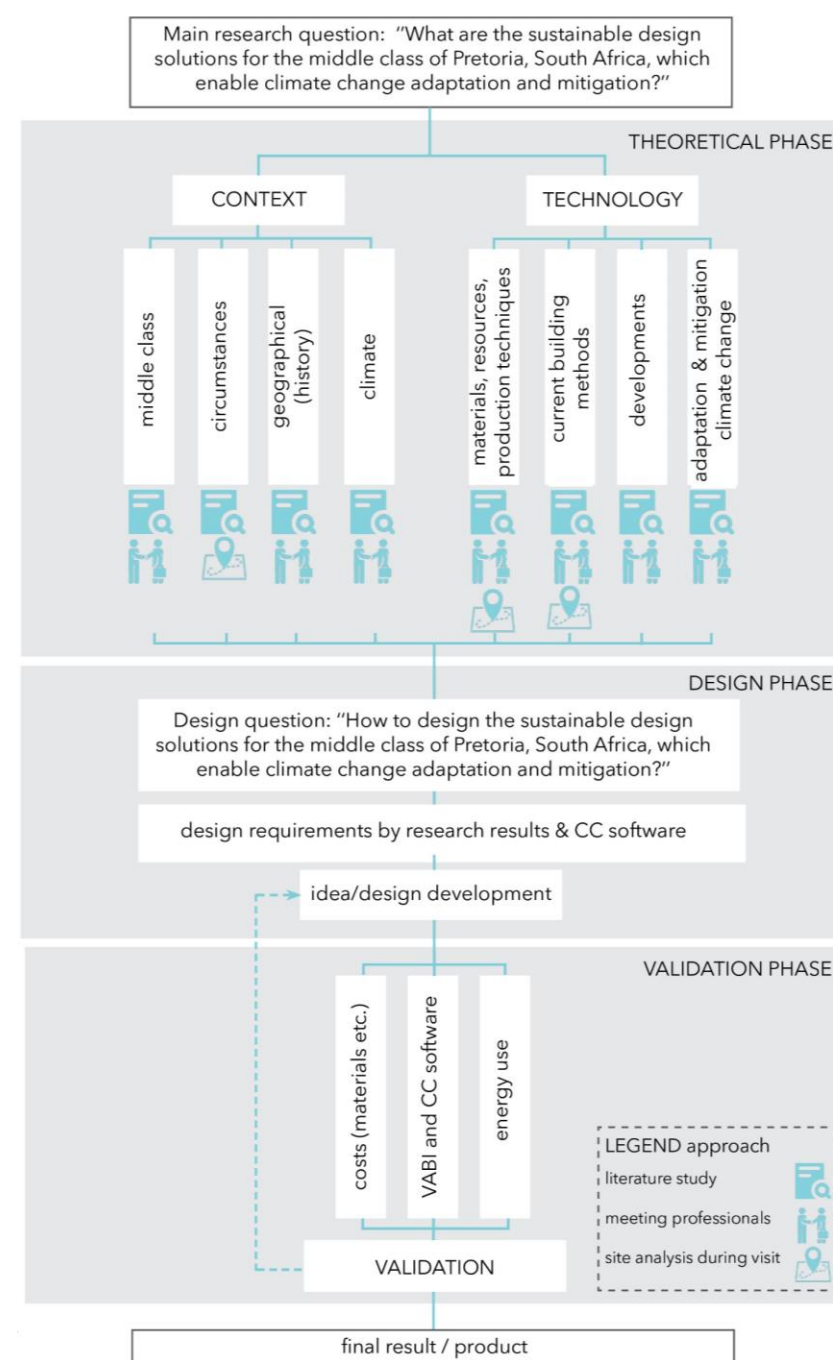 Main research question: “What are the sustainable design
solutions for the middle class of Pretoria, South Africa, which
enable climate change adaptation and mitigation?”
THEORETICAL PHASE
CONTEXT
TECHNOLOGY
middle class
circumstances
geographical
(history)
climate
materials, resources,
production techniques
current building
methods
developments
adaptation & mitigation
climate change
DESIGN PHASE
Design question: “How to design the sustainable design
solutions for the middle class of Pretoria, South Africa, which
enable climate change adaptation and mitigation?”
design requirements by research results & CC software
idea/design development
VALIDATION PHASE
costs (materials etc.)
VABI and CC software
energy use
LEGEND approach
literature study
meeting professionals
site analysis during visit
VALIDATION
final result / product